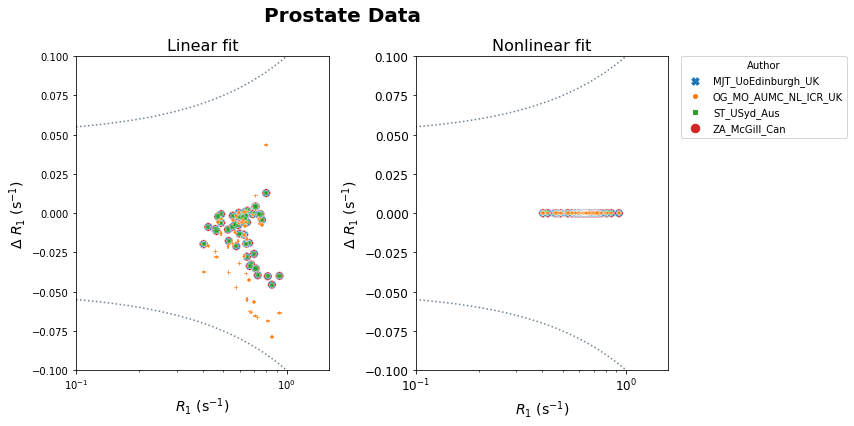 Prostate Data
Linear fit
0.100
0.075
0.050
0.025
0.000
−0.025
−0.050
−0.075
−0.100
Δ R₁ (s⁻¹)
10⁻¹
10⁰
R₁ (s⁻¹)
Nonlinear fit
0.100
0.075
0.050
0.025
0.000
−0.025
−0.050
−0.075
−0.100
Δ R₁ (s⁻¹)
10⁻¹
10⁰
R₁ (s⁻¹)
Author
MJT_UoEdinburgh_UK
OG_MO_AUMC_NL_ICR_UK
ST_USyd_Aus
ZA_McGill_Can